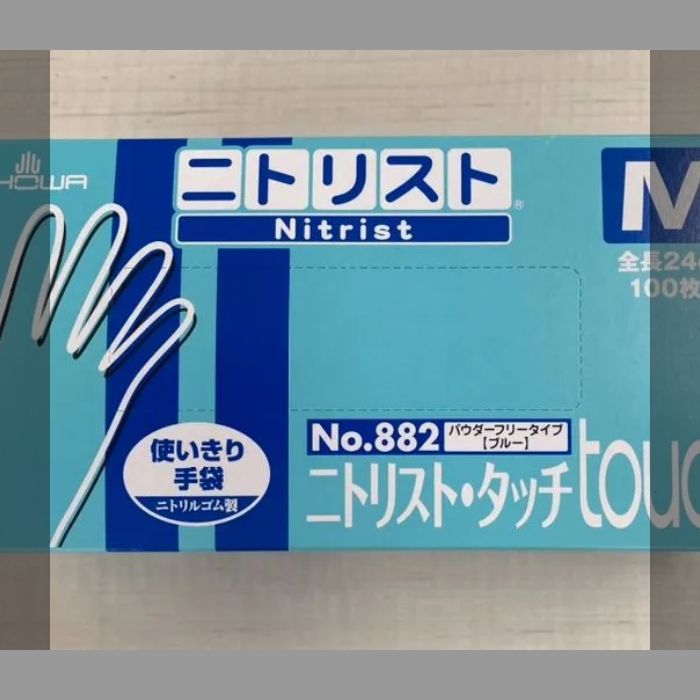 ニトリスト®
Nitrist
M
全長24
100枚
No.882 パウダーフリータイプ
【ブルー】
使いきり
手袋
ニトリルゴム製
ニトリスト・タッチ